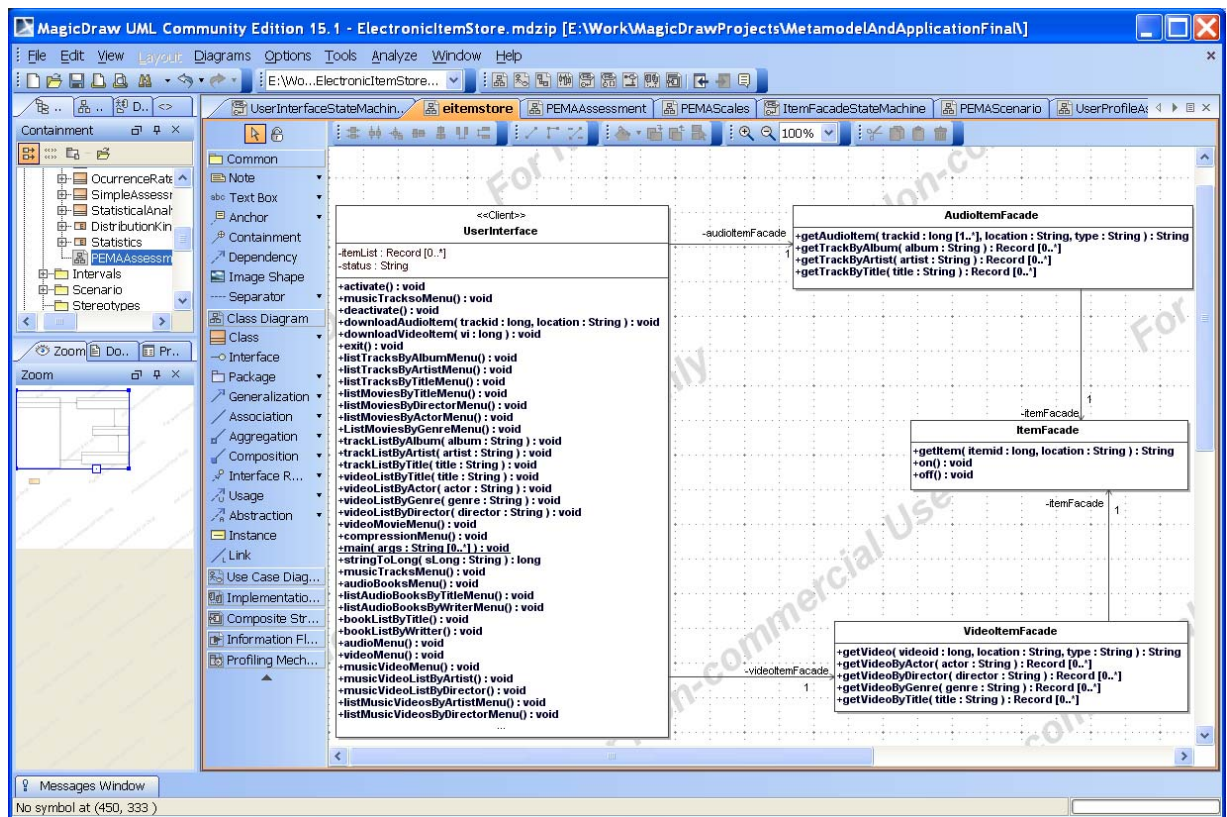 MagicDraw UML Community Edition 15.1 - ElectronicItemStore.mdzip [E:\Work\MagicDrawProjects\MetamodelAndApplicationFinal\]
File Edit View Layout Diagrams Options Tools Analyze Window Help
E:\Wo...ElectronicItemStore...
D..
UserInterfaceStateMachin.. eitemstore PEMAAssessment PEMAScales ItemFacadeStateMachine PEMAScenario UserProfileAs
Containment
100%
OcurrenceRate
SimpleAssessr
StatisticalAnal
DistributionKin
Statistics
PEMAAssessm
Intervals
Scenario
Stereotypes
Zoom Do.. Pr..
Zoom
Common
Note
abc Text Box
Anchor
Containment
Dependency
Image Shape
---- Separator
Class Diagram
Class
Interface
Package
Generalization
Association
Aggregation
Composition
Interface R...
Usage
Abstraction
Instance
Link
Use Case Diag...
Implementatio...
Composite Str...
Information Fl...
Profiling Mech...
<<Client>>
UserInterface
-itemList : Record [0..*]
-status : String
+activate() : void
+musicTracksoMenu() : void
+deactivate() : void
+downloadAudioItem( trackid : long, location : String ) : void
+downloadVideoItem( vi : long ) : void
+exit() : void
+listTracksByAlbumMenu() : void
+listTracksByArtistMenu() : void
+listTracksByTitleMenu() : void
+listMoviesByTitleMenu() : void
+listMoviesByDirectorMenu() : void
+listMoviesByActorMenu() : void
+ListMoviesByGenreMenu() : void
+trackListByAlbum( album : String ) : void
+trackListByArtist( artist : String ) : void
+trackListByTitle( title : String ) : void
+videoListByTitle( title : String ) : void
+videoListByActor( actor : String ) : void
+videoListByGenre( genre : String ) : void
+videoListByDirector( director : String ) : void
+videoMovieMenu() : void
+compressionMenu() : void
+main( args : String [0..*] ) : void
+stringToLong( sLong : String ) : long
+musicTracksMenu() : void
+audioBooksMenu() : void
+listAudioBooksByTitleMenu() : void
+listAudioBooksByWriterMenu() : void
+bookListByTitle() : void
+bookListByWritter() : void
+audioMenu() : void
+videoMenu() : void
+musicVideoMenu() : void
+musicVideoListByArtist() : void
+musicVideoListByDirector() : void
+listMusicVideosByArtistMenu() : void
+listMusicVideosByDirectorMenu() : void
...
-audioItemFacade
1
AudioItemFacade
+getAudioItem( trackid : long [1..*], location : String, type : String ) : String
+getTrackByAlbum( album : String ) : Record [0..*]
+getTrackByArtist( artist : String ) : Record [0..*]
+getTrackByTitle( title : String ) : Record [0..*]
1
-itemFacade
ItemFacade
+getItem( itemid : long, location : String ) : String
+on() : void
+off() : void
-itemFacade
1
VideoItemFacade
+getVideo( videoid : long, location : String, type : String ) : String
+getVideoByActor( actor : String ) : Record [0..*]
+getVideoByDirector( director : String ) : Record [0..*]
+getVideoByGenre( genre : String ) : Record [0..*]
+getVideoByTitle( title : String ) : Record [0..*]
-videoItemFacade
1
Messages Window
No symbol at (450, 333 )